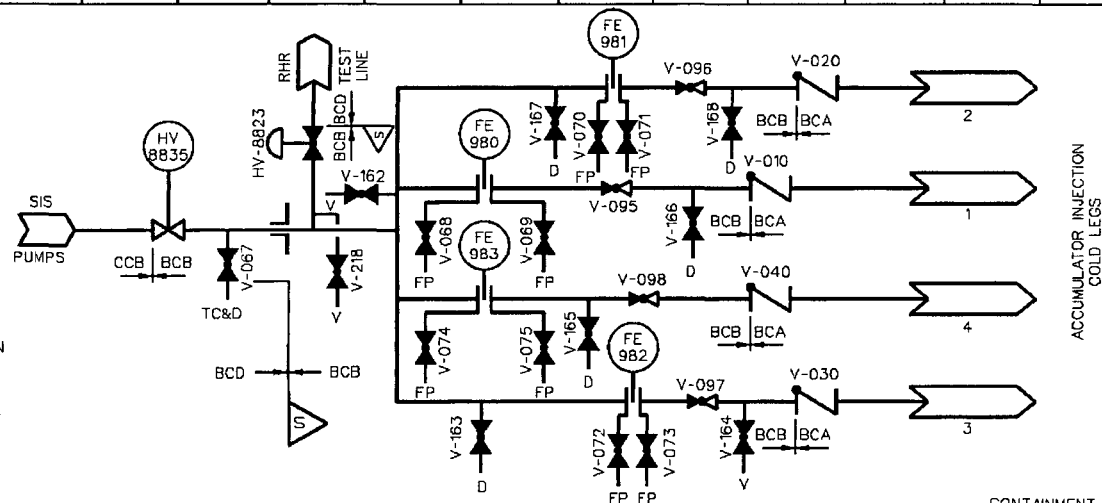 FE
981
V-096
V-020
RHR
TEST
LINE
BCD
BCB
S
V-167
V-070
V-071
V-168
BCB
BCA
2
D
FP
FP
D
HV
8835
HV-8823
FE
980
V-162
V
V-010
V-095
V-166
BCB
BCA
1
D
SIS
PUMPS
CCB
BCB
V-067
TC&D
V-218
V
V-068
V-069
FP
FP
FE
983
V-098
V-040
V-165
BCB
BCA
4
D
V-074
V-075
FP
FP
FE
982
N
BCD
BCB
S
V-097
V-030
V-163
D
V-072
V-073
FP
FP
V-164
V
BCB
BCA
3
ACCUMULATOR INJECTION
COLD LEGS